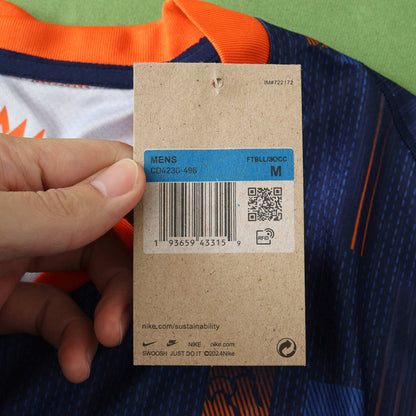 IM#722172
MENS FTBLL/SOCC
CD4230-498 M
RFID
1 93659 43315 9
nike.com/sustainability
NIKE nike.com
SWOOSH JUST DO IT ©2024Nike